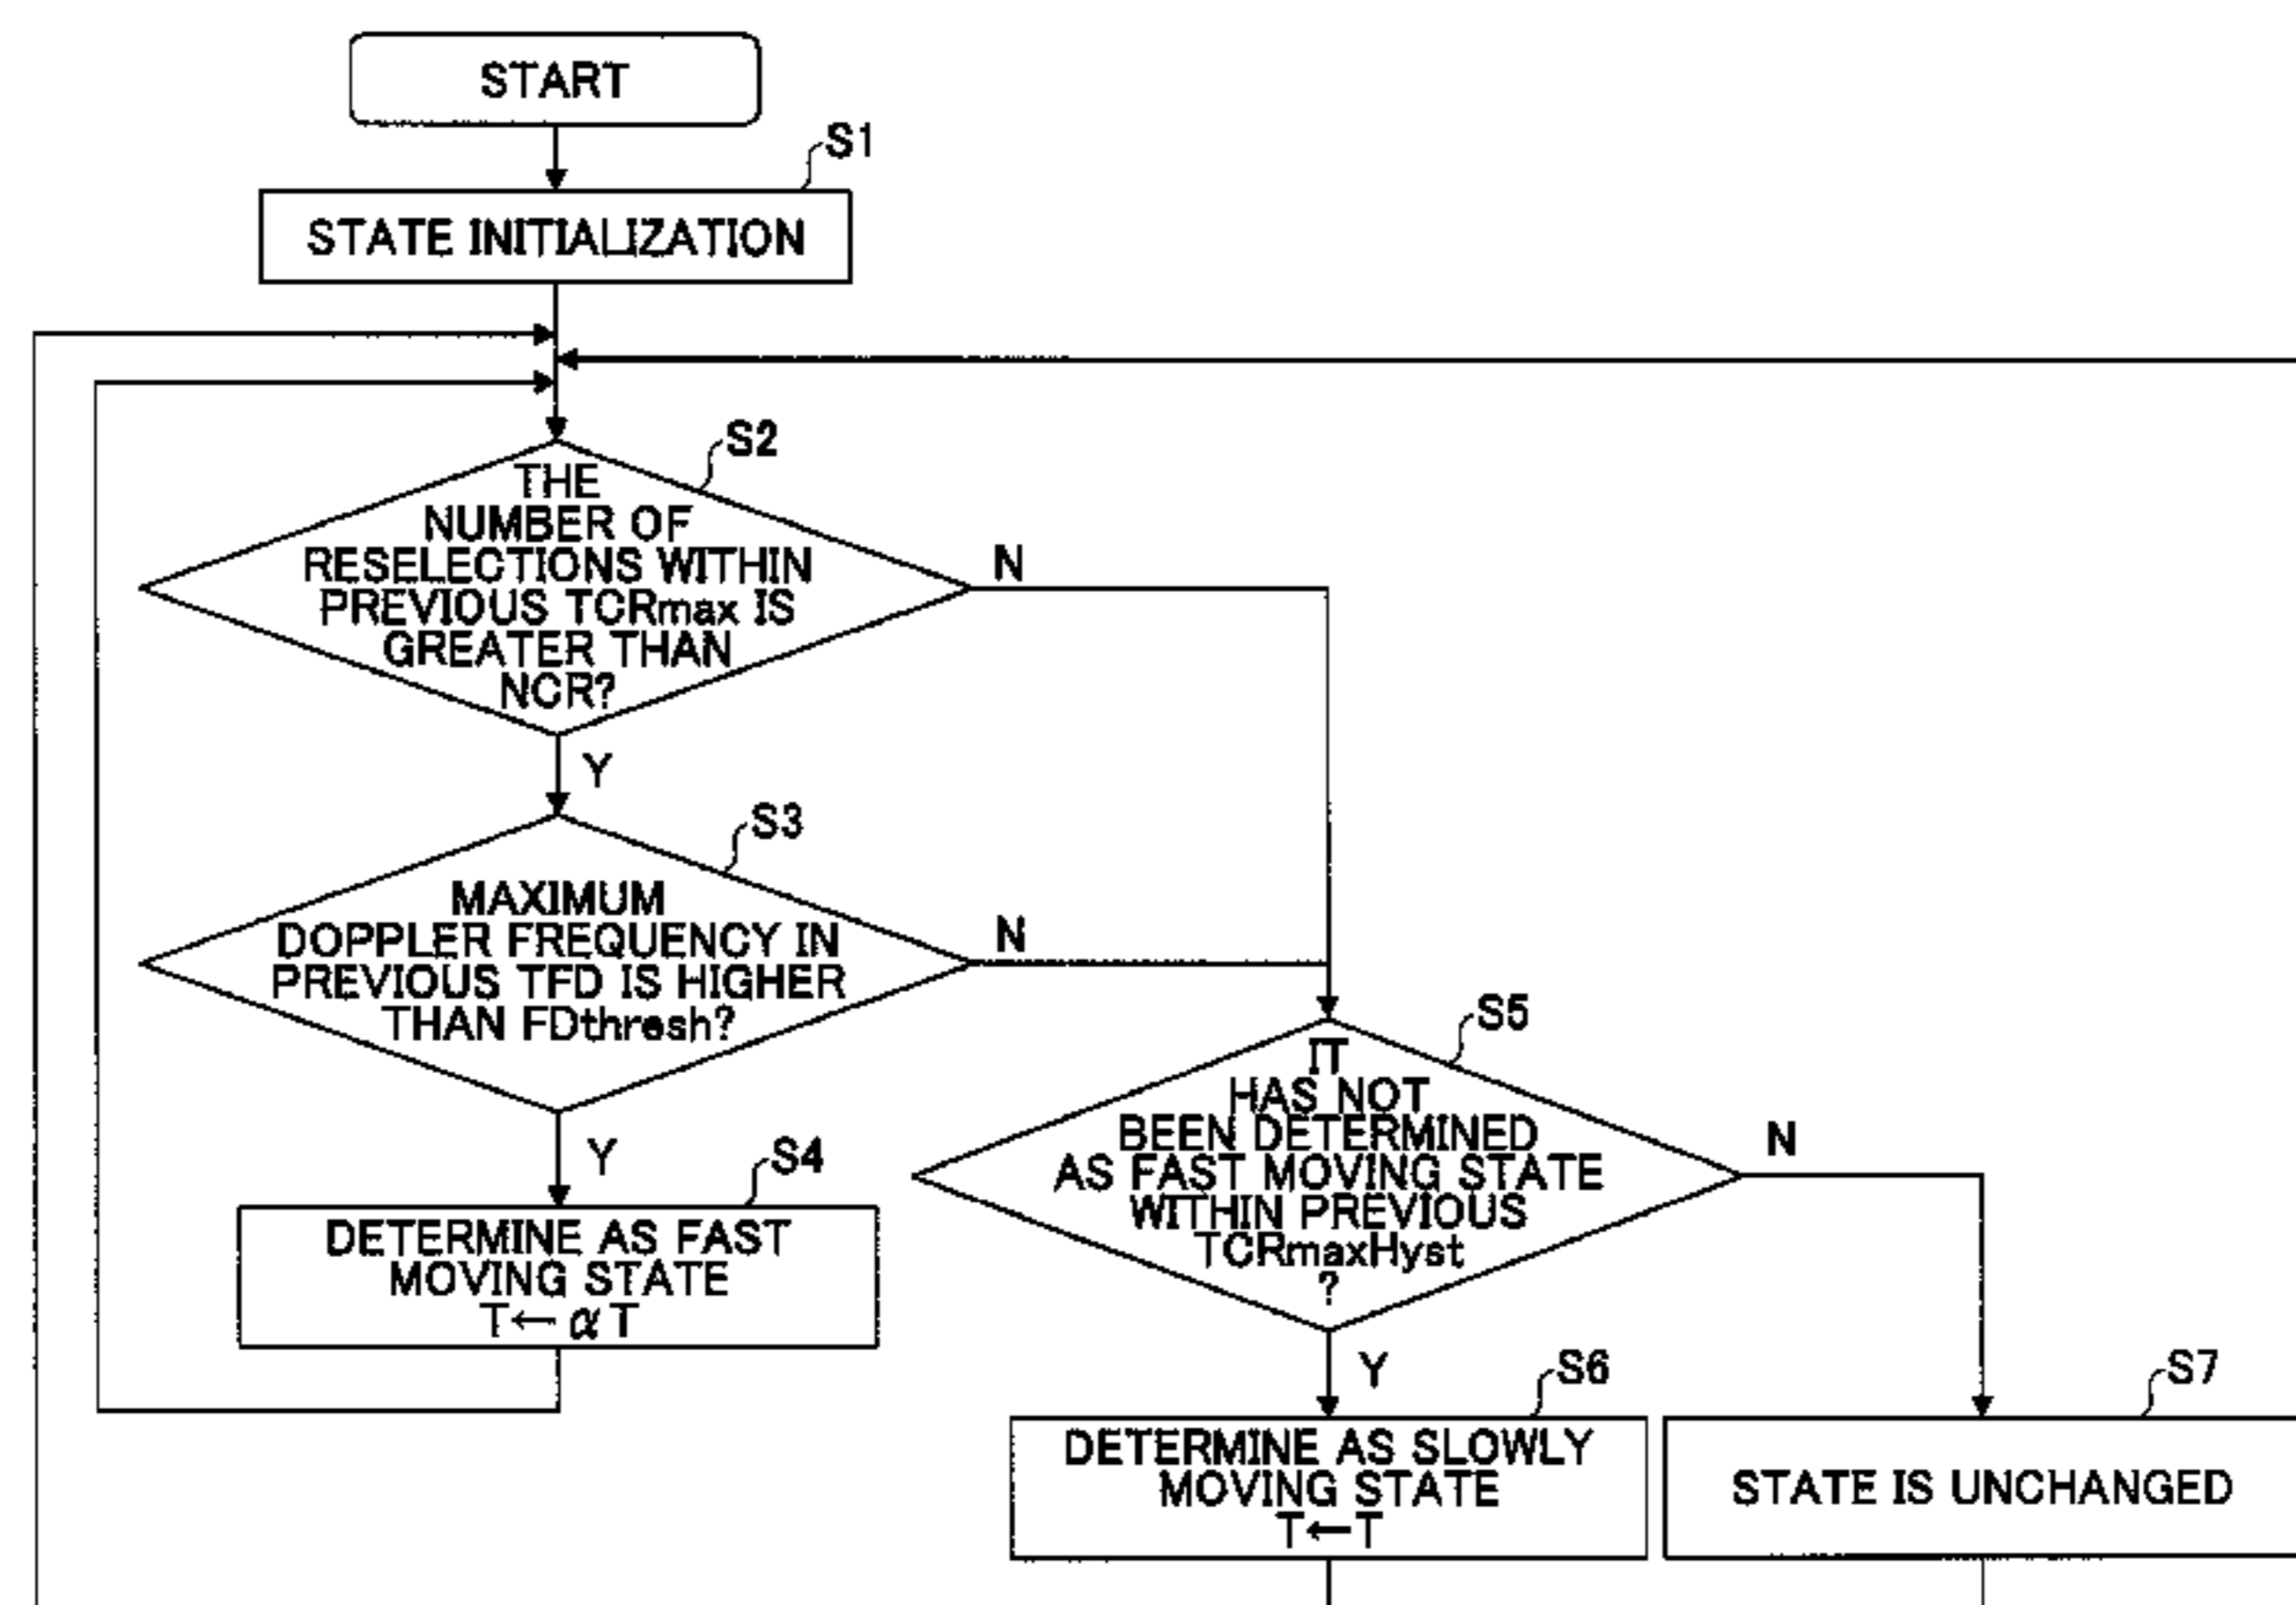 START
S1
STATE INITIALIZATION
S2
THE
NUMBER OF
RESELECTIONS WITHIN
PREVIOUS TCRmax IS
GREATER THAN
NCR?
N
Y
S3
MAXIMUM
DOPPLER FREQUENCY IN
PREVIOUS TFD IS HIGHER
THAN FDthresh?
N
Y
S4
DETERMINE AS FAST
MOVING STATE
T← α T
S5
IT
HAS NOT
BEEN DETERMINED
AS FAST MOVING STATE
WITHIN PREVIOUS
TCRmaxHyst
?
N
Y
S6
DETERMINE AS SLOWLY
MOVING STATE
T←T
S7
STATE IS UNCHANGED